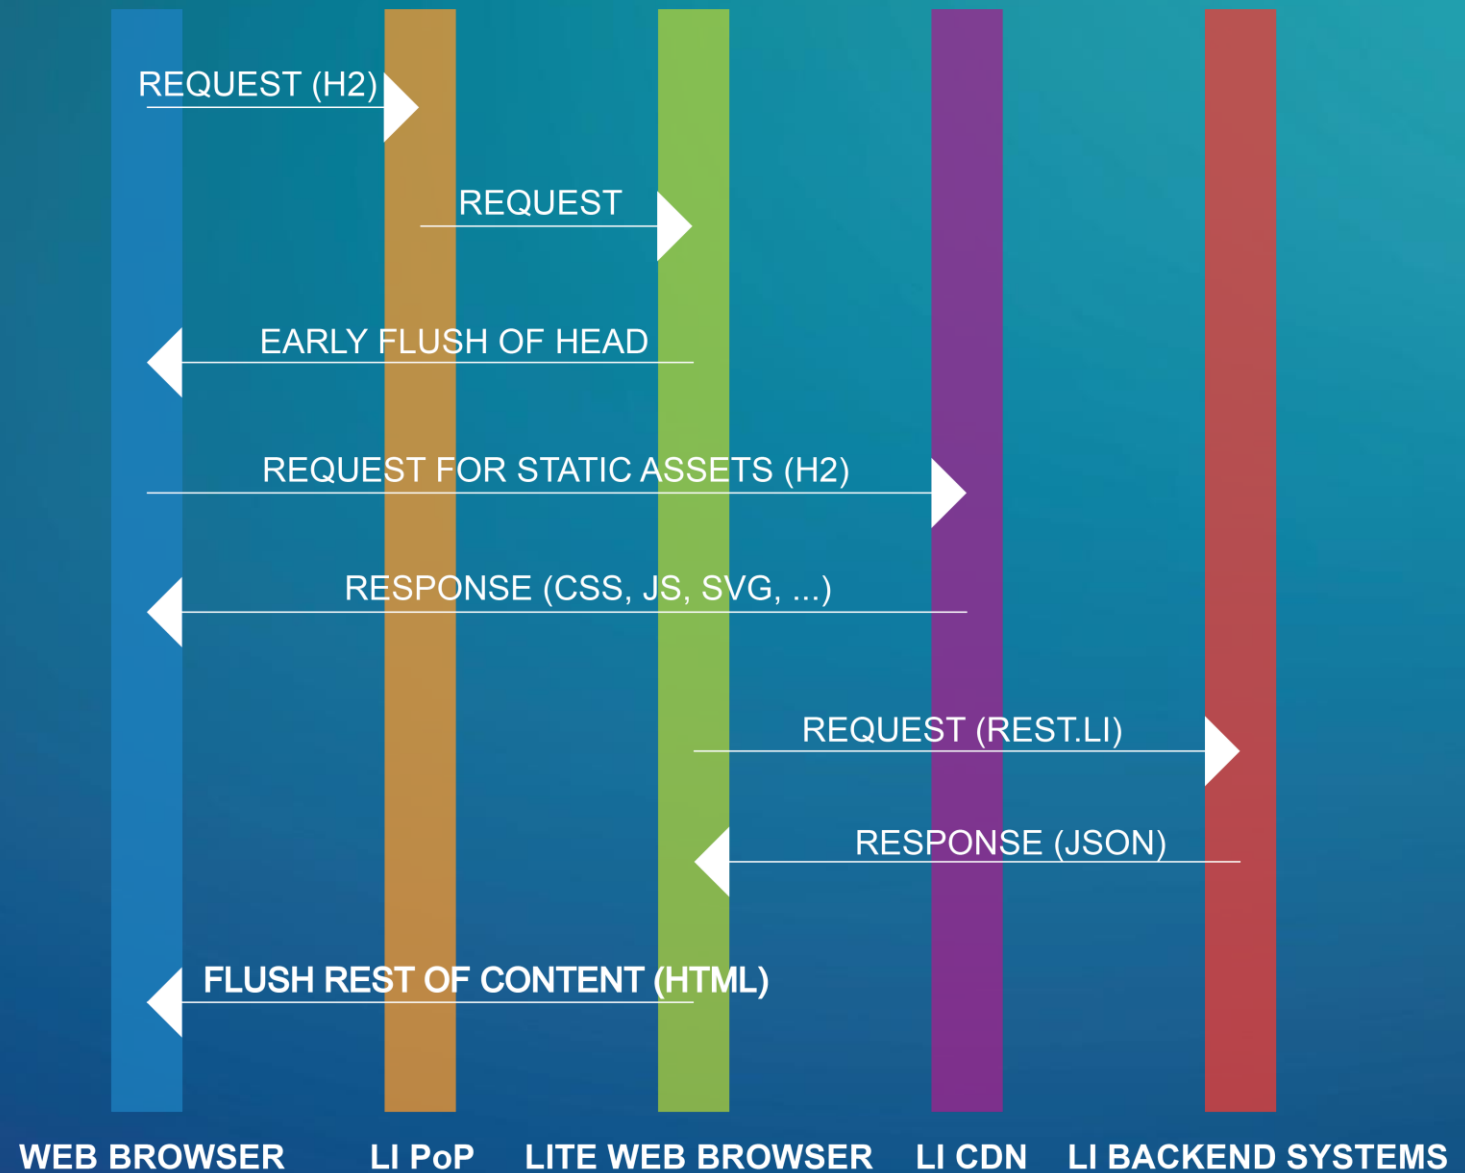 REQUEST (H2)
REQUEST
EARLY FLUSH OF HEAD
REQUEST FOR STATIC ASSETS (H2)
RESPONSE (CSS, JS, SVG, ...)
REQUEST (REST.LI)
RESPONSE (JSON)
FLUSH REST OF CONTENT (HTML)
WEB BROWSER LI PoP LITE WEB BROWSER LI CDN LI BACKEND SYSTEMS